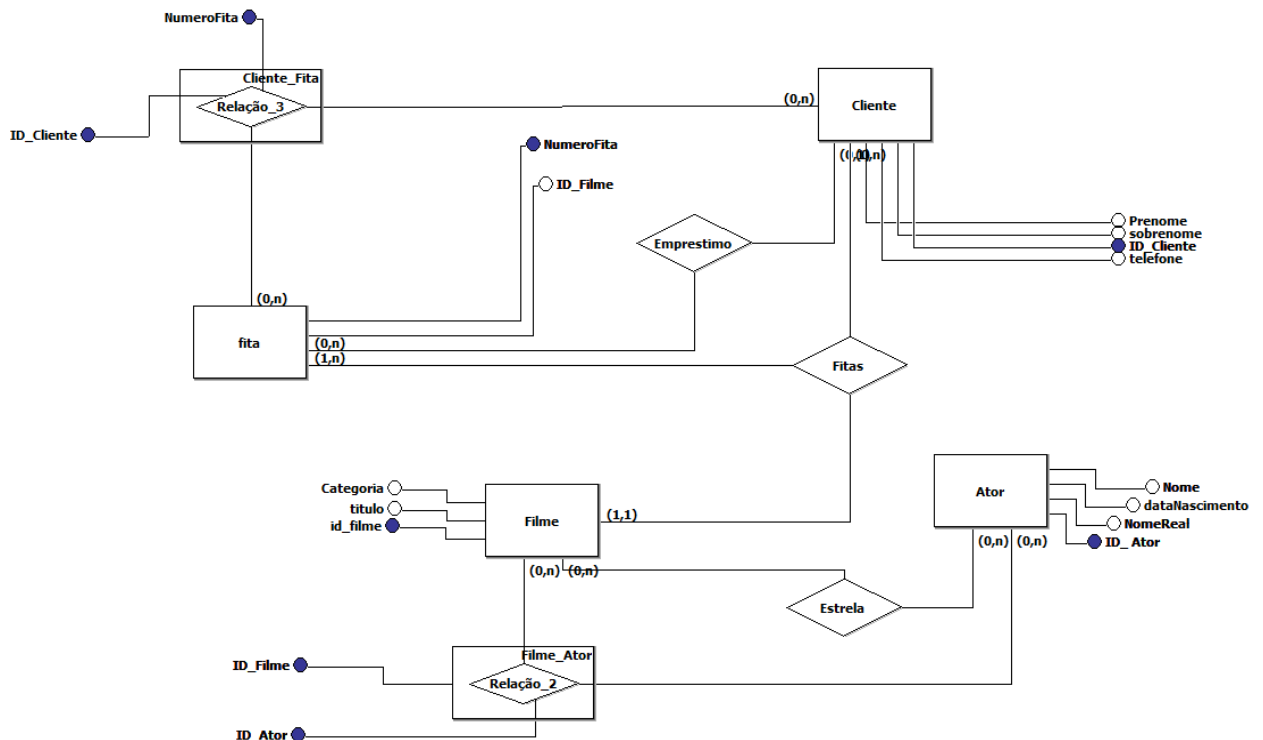 NumeroFita
Cliente_Fita
Relação_3
ID_Cliente
(0,n)
Cliente
NumeroFita
ID_Filme
Prenome
sobrenome
ID_Cliente
telefone
Emprestimo
(0,n)
fita
(0,n)
(1,n)
Fitas
Categoria
titulo
id_filme
Filme
(1,1)
Ator
Nome
dataNascimento
NomeReal
ID_ Ator
(0,n) (0,n)
(0,n) (0,n)
Estrela
Filme_Ator
ID_Filme
Relação_2
ID_Ator